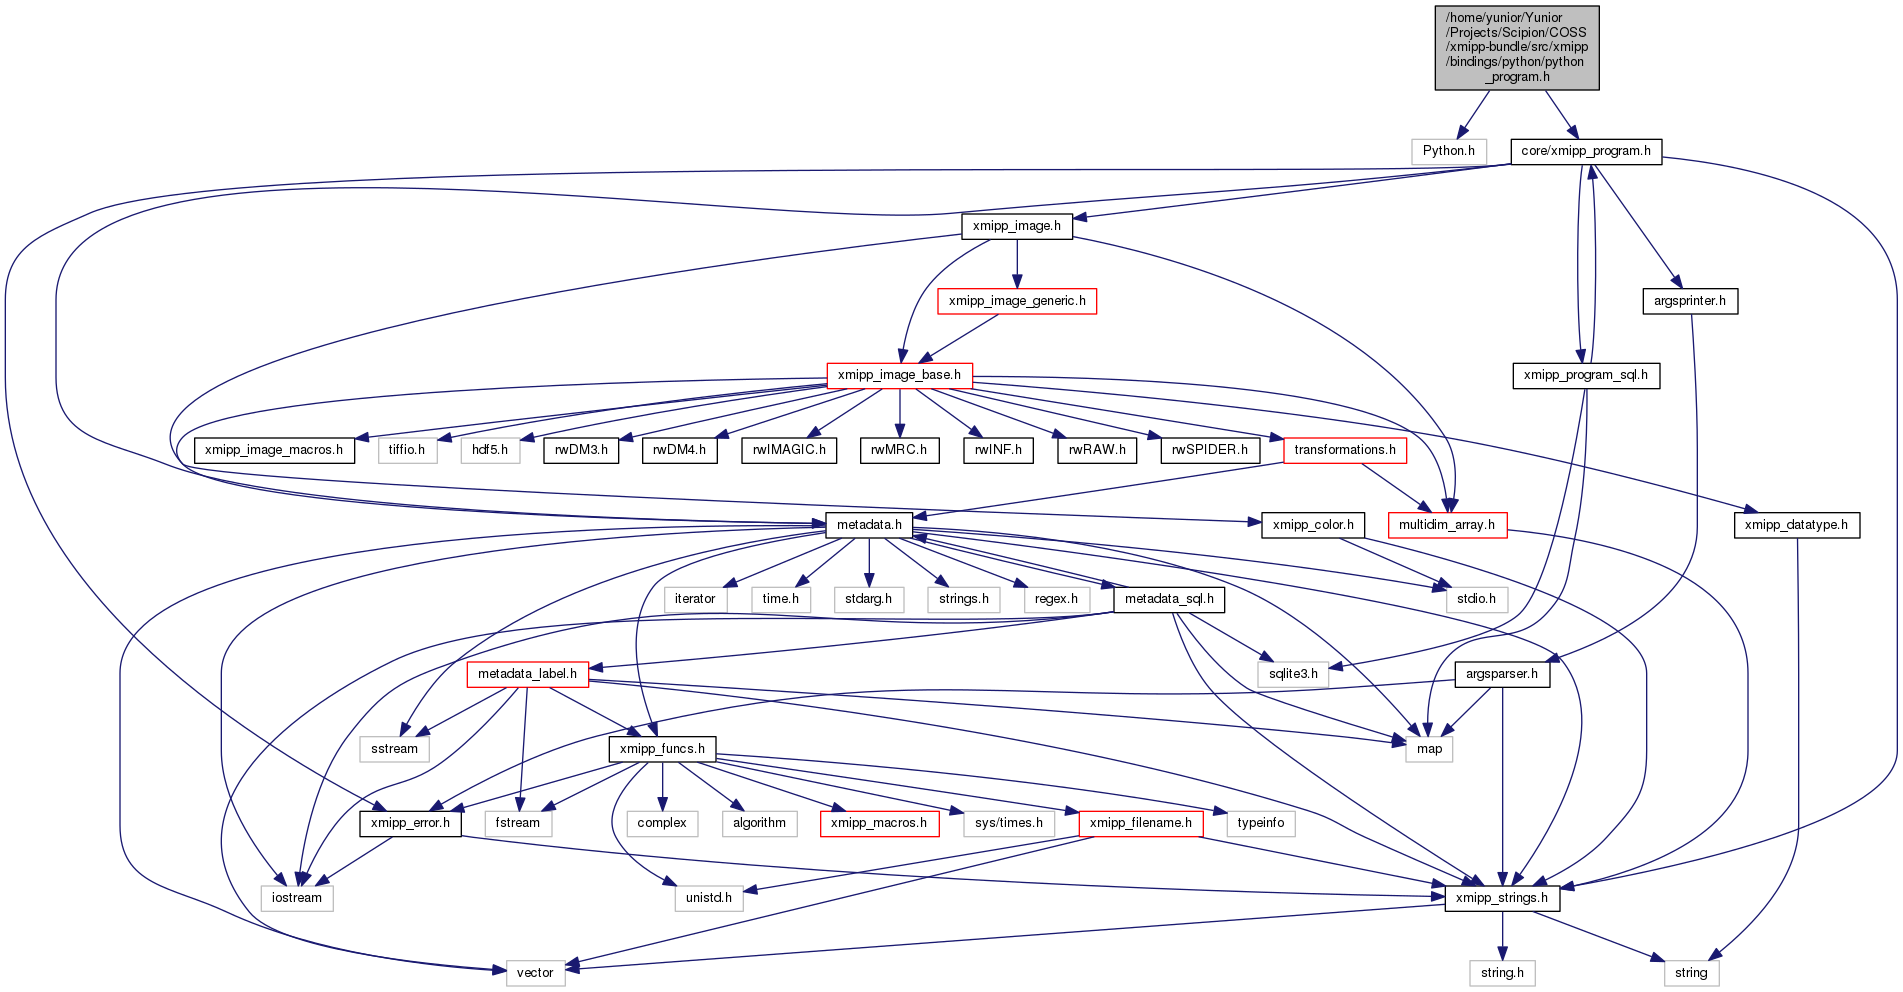 /home/yunior/Yunior
/Projects/Scipion/COSS
/xmipp-bundle/src/xmipp
/bindings/python/python
_program.h
Python.h
core/xmipp_program.h
xmipp_image.h
xmipp_image_generic.h
argsprinter.h
xmipp_image_base.h
xmipp_program_sql.h
xmipp_image_macros.h
tiffio.h
hdf5.h
rwDM3.h
rwDM4.h
rwIMAGIC.h
rwMRC.h
rwINF.h
rwRAW.h
rwSPIDER.h
transformations.h
metadata.h
xmipp_color.h
multidim_array.h
xmipp_datatype.h
iterator
time.h
stdarg.h
strings.h
regex.h
metadata_sql.h
stdio.h
metadata_label.h
sqlite3.h
argsparser.h
sstream
xmipp_funcs.h
map
xmipp_error.h
fstream
complex
algorithm
xmipp_macros.h
sys/times.h
xmipp_filename.h
typeinfo
iostream
unistd.h
xmipp_strings.h
vector
string.h
string